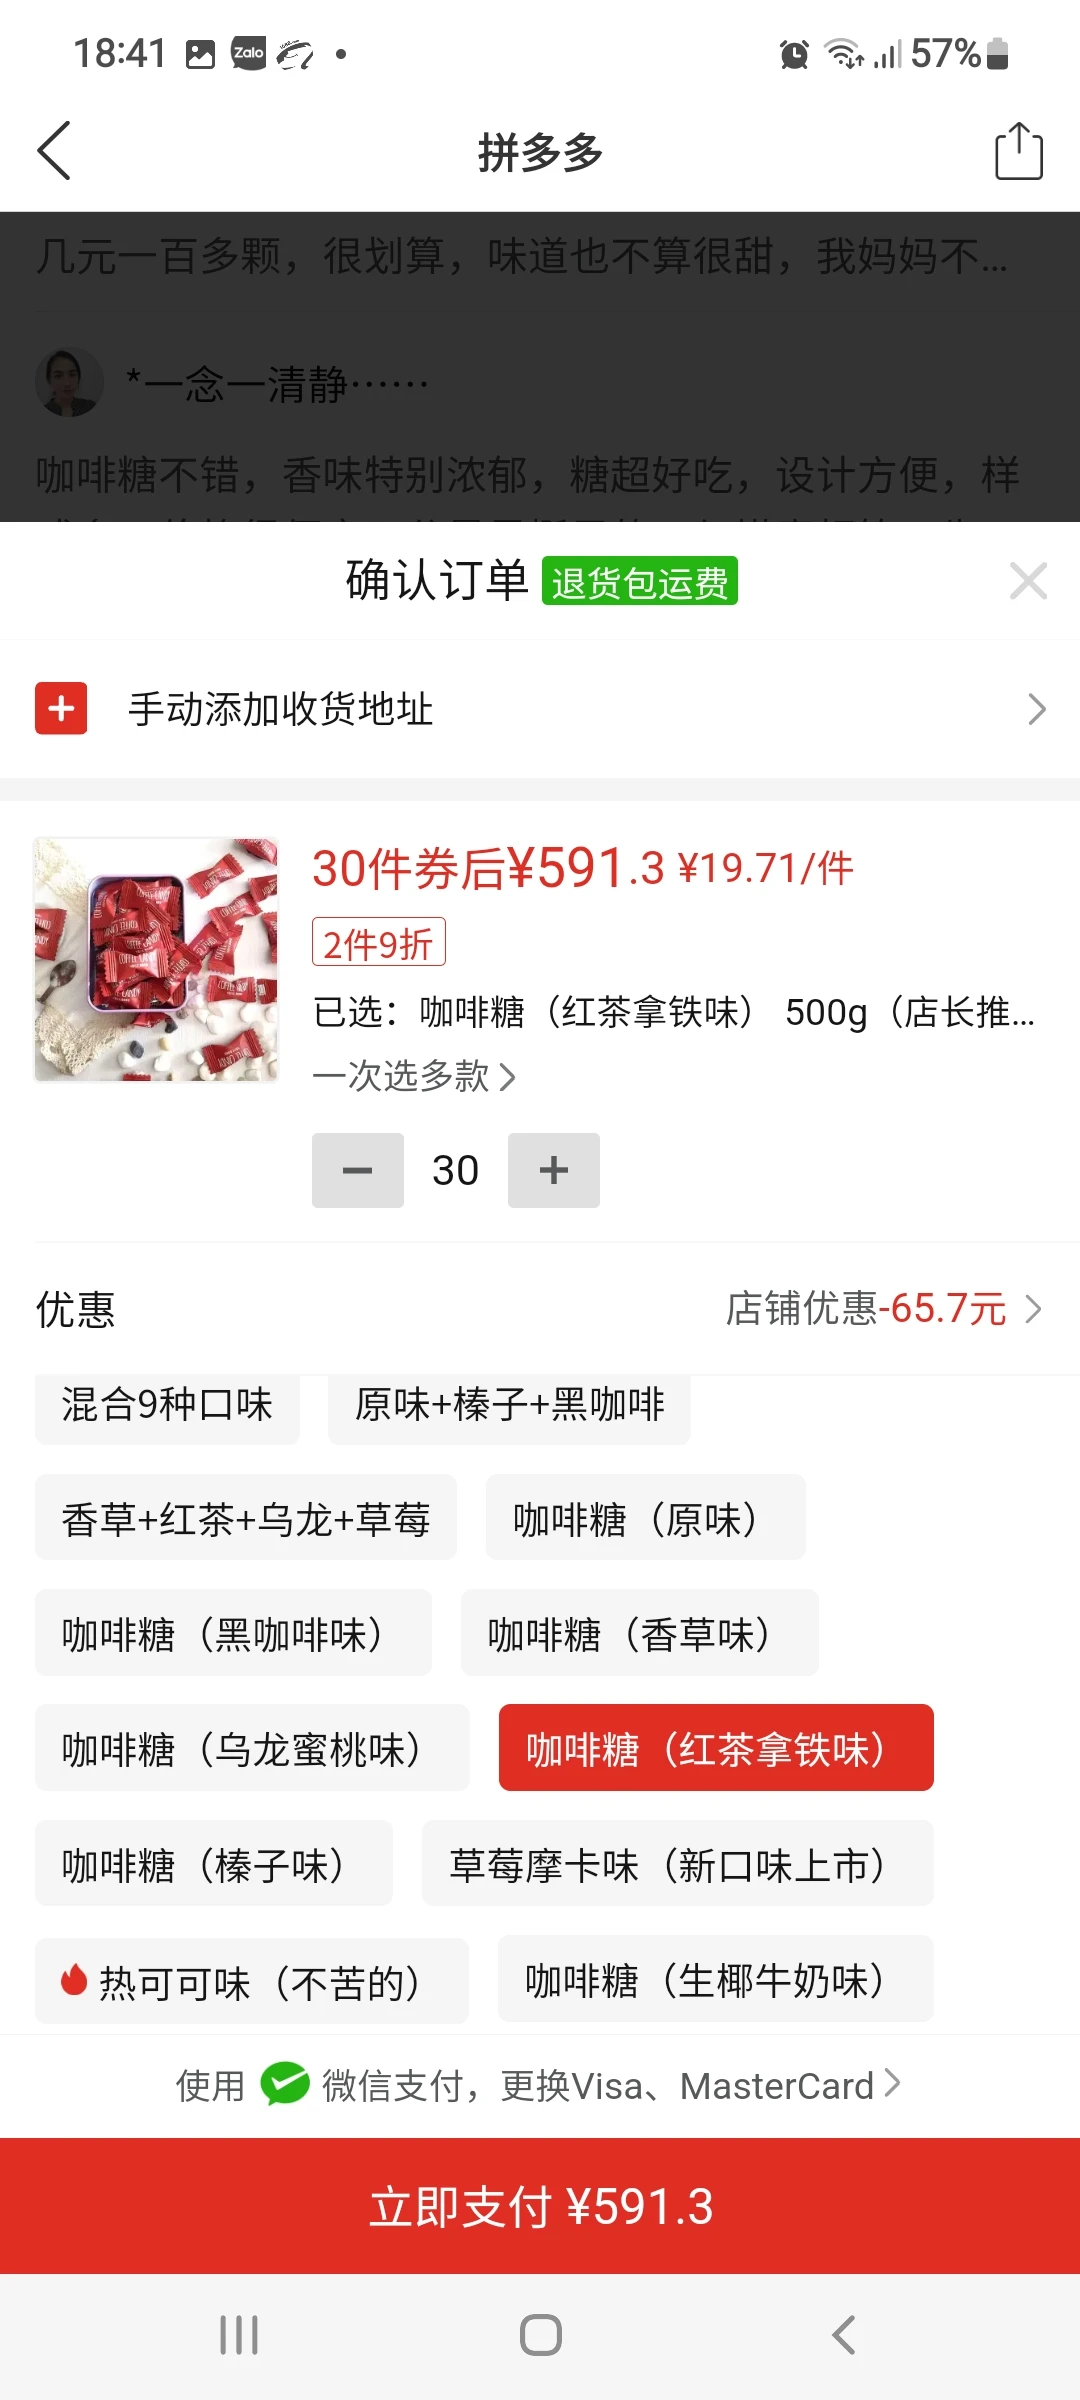 18:41
Zalo
57%
拼多多
几元一百多颗，很划算，味道也不算很甜，我妈妈不...
*一念一清静……
咖啡糖不错，香味特别浓郁，糖超好吃，设计方便，样
确认订单 退货包运费
手动添加收货地址
30件券后¥591.3 ¥19.71/件
2件9折
已选：咖啡糖（红茶拿铁味） 500g（店长推...
一次选多款
30
优惠
店铺优惠-65.7元
混合9种口味
原味+榛子+黑咖啡
香草+红茶+乌龙+草莓
咖啡糖（原味）
咖啡糖（黑咖啡味）
咖啡糖（香草味）
咖啡糖（乌龙蜜桃味）
咖啡糖（红茶拿铁味）
咖啡糖（榛子味）
草莓摩卡味（新口味上市）
热可可味（不苦的）
咖啡糖（生椰牛奶味）
使用 微信支付，更换Visa、MasterCard
立即支付 ¥591.3